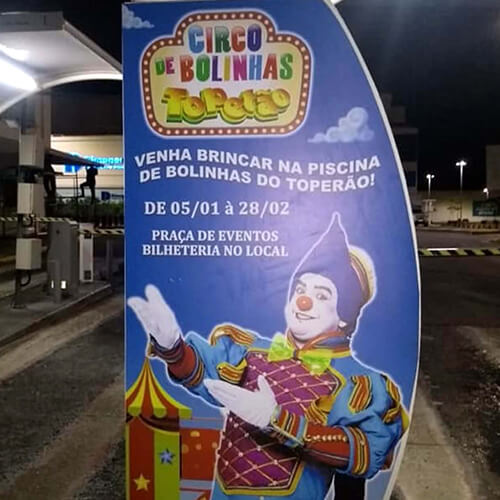 CIRCO
DE BOLINHAS
TOPETÃO
VENHA BRINCAR NA PISCINA
DE BOLINHAS DO TOPERÃO!
DE 05/01 à 28/02
PRAÇA DE EVENTOS
BILHETERIA NO LOCAL